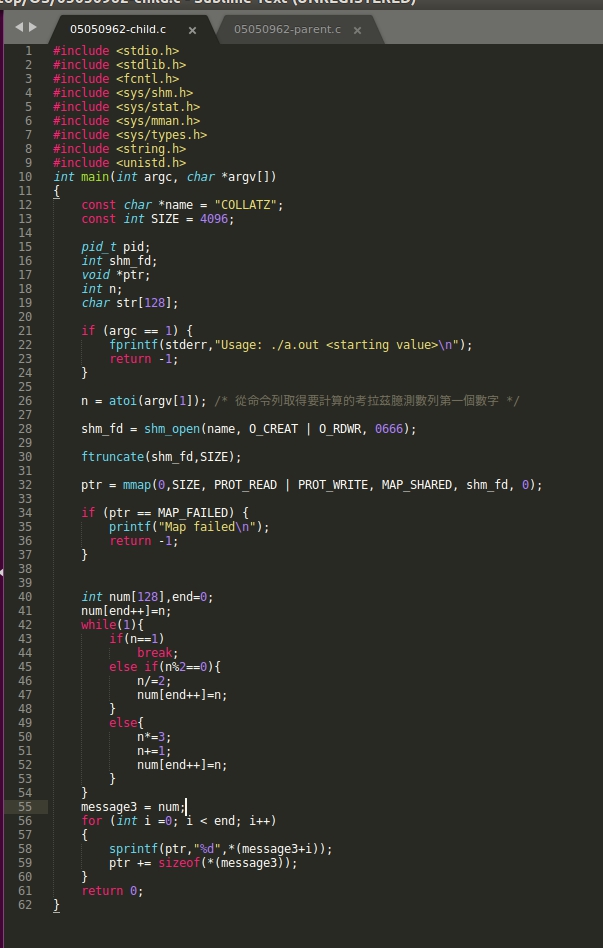 05050962-child.c × 05050962-parent.c ×
1 #include <stdio.h>
2 #include <stdlib.h>
3 #include <fcntl.h>
4 #include <sys/shm.h>
5 #include <sys/stat.h>
6 #include <sys/mman.h>
7 #include <sys/types.h>
8 #include <string.h>
9 #include <unistd.h>
10 int main(int argc, char *argv[])
11 {
12 const char *name = "COLLATZ";
13 const int SIZE = 4096;
14
15 pid_t pid;
16 int shm_fd;
17 void *ptr;
18 int n;
19 char str[128];
20
21 if (argc == 1) {
22 fprintf(stderr,"Usage: ./a.out <starting value>\n");
23 return -1;
24 }
25
26 n = atoi(argv[1]); /* 從命令列取得要計算的考拉茲臆測數列第一個數字 */
27
28 shm_fd = shm_open(name, O_CREAT | O_RDWR, 0666);
29
30 ftruncate(shm_fd,SIZE);
31
32 ptr = mmap(0,SIZE, PROT_READ | PROT_WRITE, MAP_SHARED, shm_fd, 0);
33
34 if (ptr == MAP_FAILED) {
35 printf("Map failed\n");
36 return -1;
37 }
38
39
40 int num[128],end=0;
41 num[end++]=n;
42 while(1){
43 if(n==1)
44 break;
45 else if(n%2==0){
46 n/=2;
47 num[end++]=n;
48 }
49 else{
50 n*=3;
51 n+=1;
52 num[end++]=n;
53 }
54 }
55 message3 = num;
56 for (int i =0; i < end; i++)
57 {
58 sprintf(ptr,"%d",*(message3+i));
59 ptr += sizeof(*(message3));
60 }
61 return 0;
62 }